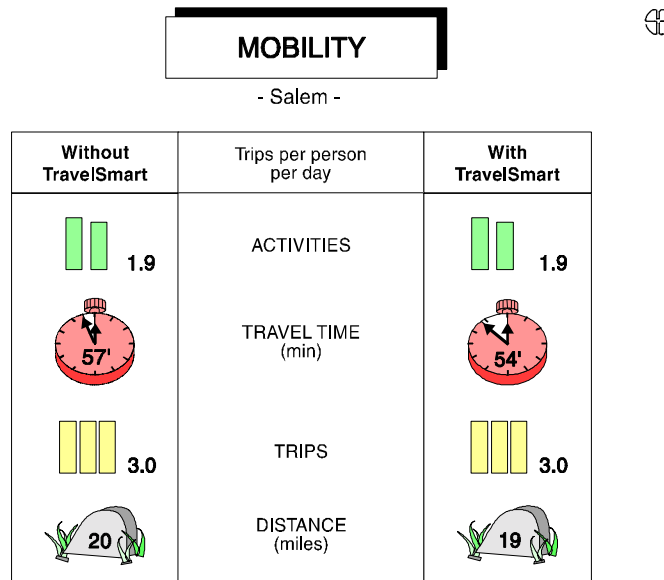 MOBILITY
- Salem -
Without
TravelSmart
Trips per person
per day
With
TravelSmart
1.9
ACTIVITIES
1.9
57'
TRAVEL TIME
(min)
54'
3.0
TRIPS
3.0
20
DISTANCE
(miles)
19